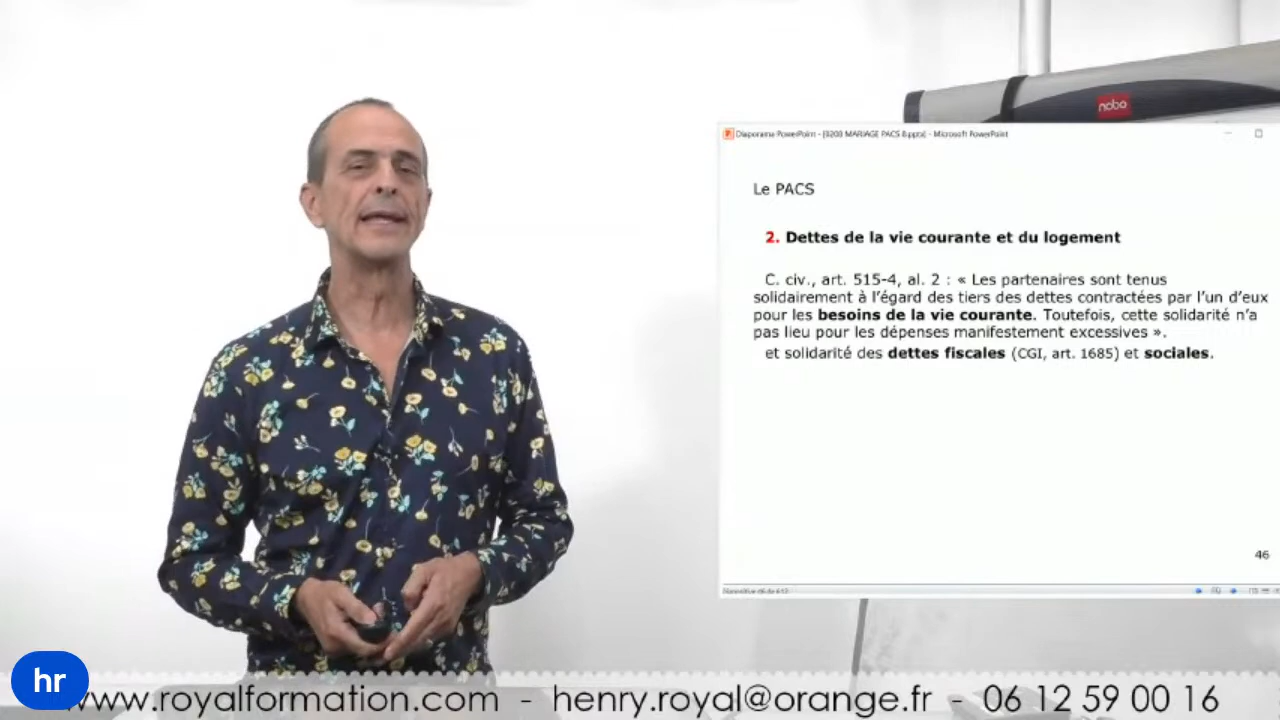 nobo
Diaporama PowerPoint - [0203 MARIAGE PACS 8.pptx] - Microsoft PowerPoint
Le PACS
2. Dettes de la vie courante et du logement
C. civ., art. 515-4, al. 2 : « Les partenaires sont tenus
solidairement à l’égard des tiers des dettes contractées par l’un d’eux
pour les besoins de la vie courante. Toutefois, cette solidarité n’a
pas lieu pour les dépenses manifestement excessives ».
et solidarité des dettes fiscales (CGI, art. 1685) et sociales.
46
hr
www.royalformation.com - henry.royal@orange.fr - 06 12 59 00 16